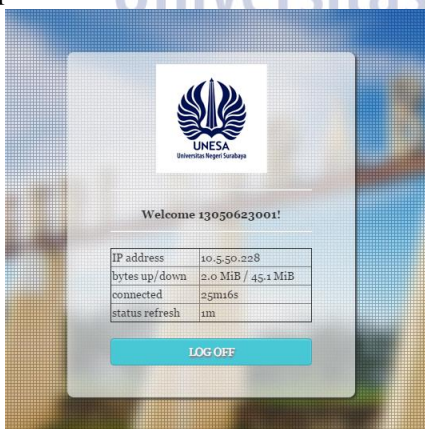 Universitas
UNESA
Universitas Negeri Surabaya
Welcome 13050623001!
IP address 10.5.50.228
bytes up/down 2.0 MiB / 45.1 MiB
connected 25m16s
status refresh 1m
LOG OFF